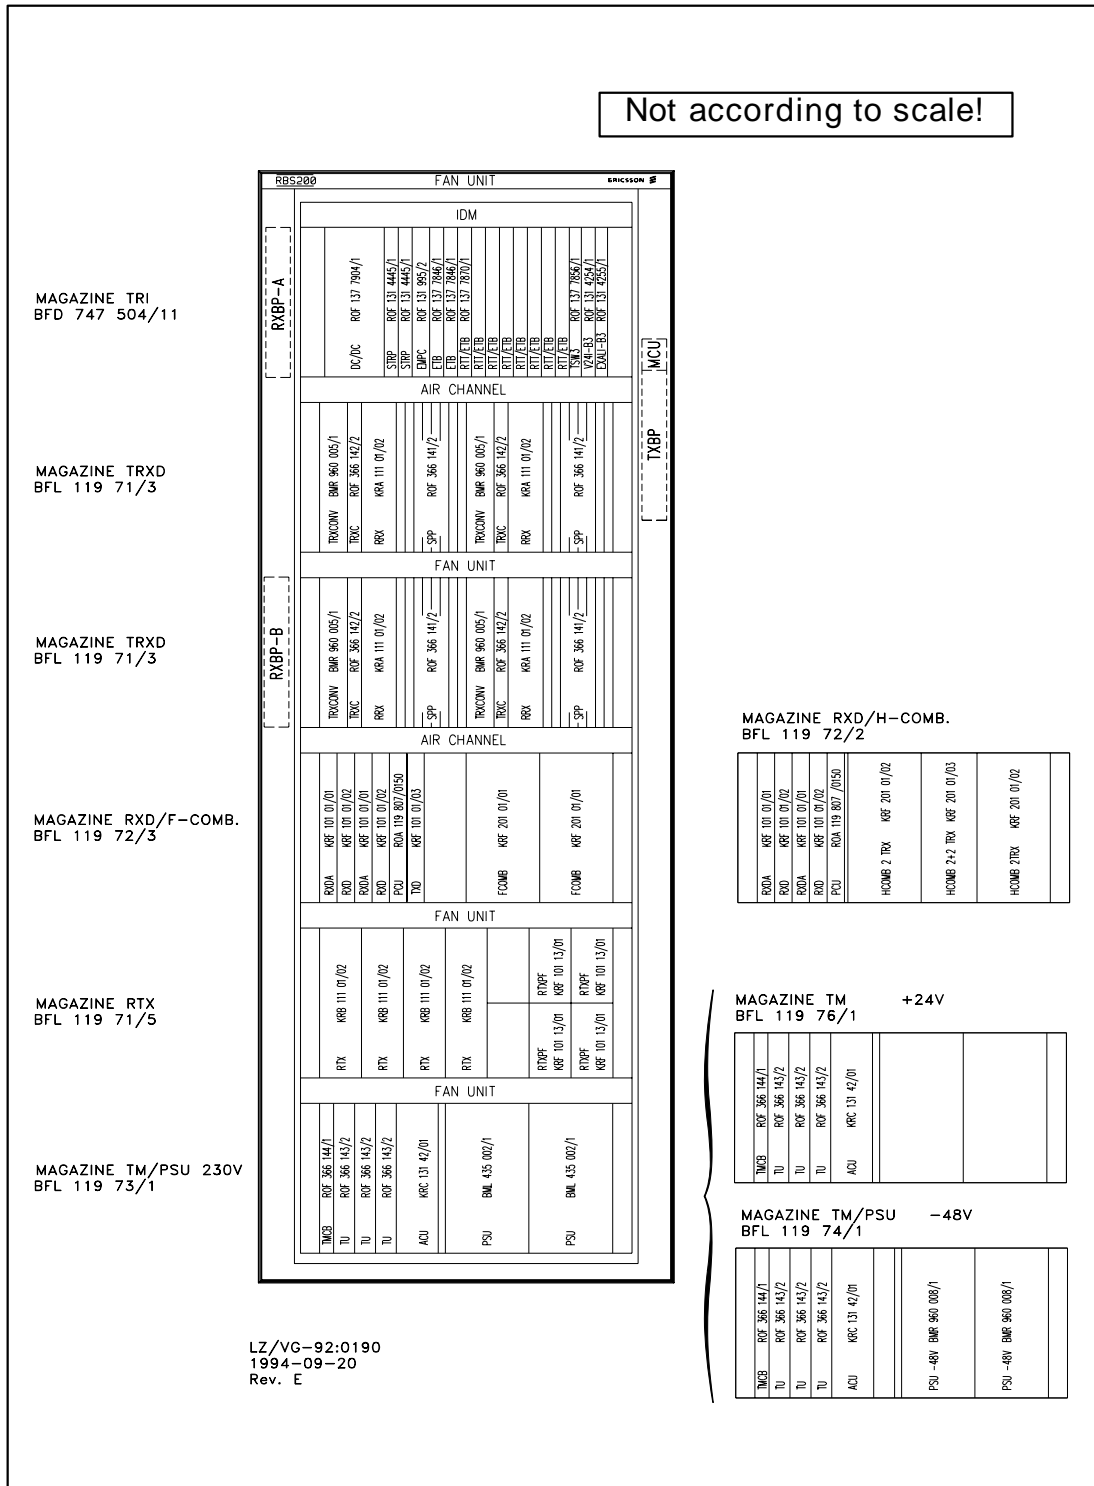 Not according to scale!
RBS200
FAN UNIT
ERICSSON
IDM
MAGAZINE TRI
BFD 747 504/11
RXBP-A
DC/DC ROF 137 7904/1
STRP ROF 131 4445/1
STRP ROF 131 4445/1
EMPC ROF 131 995/2
ETB ROF 137 7846/1
ETB ROF 137 7846/1
RTT/ETB ROF 137 7870/1
RTT/ETB
RTT/ETB
RTT/ETB
RTT/ETB
RTT/ETB
RTT/ETB
RTT/ETB
TSW3 ROF 137 7856/1
V24I-B3 ROF 131 4254/1
EXALI-B3 ROF 131 4255/1
MCU
TXBP
AIR CHANNEL
MAGAZINE TRXD
BFL 119 71/3
TRXCONV BMR 960 005/1
TRXC ROF 366 142/2
RRX KRA 111 01/02
SPP ROF 366 141/2
TRXCONV BMR 960 005/1
TRXC ROF 366 142/2
RRX KRA 111 01/02
SPP ROF 366 141/2
FAN UNIT
MAGAZINE TRXD
BFL 119 71/3
RXBP-B
TRXCONV BMR 960 005/1
TRXC ROF 366 142/2
RRX KRA 111 01/02
SPP ROF 366 141/2
TRXCONV BMR 960 005/1
TRXC ROF 366 142/2
RRX KRA 111 01/02
SPP ROF 366 141/2
AIR CHANNEL
MAGAZINE RXD/F-COMB.
BFL 119 72/3
RXDA KRF 101 01/01
RXD KRF 101 01/02
RXDA KRF 101 01/01
RXD KRF 101 01/02
PCU ROA 119 807/0150
TXD KRF 101 01/03
FCOMB KRF 201 01/01
FCOMB KRF 201 01/01
MAGAZINE RXD/H-COMB.
BFL 119 72/2
RXDA KRF 101 01/01
RXD KRF 101 01/02
RXDA KRF 101 01/01
RXD KRF 101 01/02
PCU ROA 119 807 /0150
HCOMB 2 TRX KRF 201 01/02
HCOMB 2+2 TRX KRF 201 01/03
HCOMB 2TRX KRF 201 01/02
FAN UNIT
MAGAZINE RTX
BFL 119 71/5
RTX KRB 111 01/02
RTX KRB 111 01/02
RTX KRB 111 01/02
RTX KRB 111 01/02
RTXPF
KRF 101 13/01
RTXPF
KRF 101 13/01
RTXPF
KRF 101 13/01
RTXPF
KRF 101 13/01
FAN UNIT
MAGAZINE TM/PSU 230V
BFL 119 73/1
TMCB ROF 366 144/1
TU ROF 366 143/2
TU ROF 366 143/2
TU ROF 366 143/2
ACU KRC 131 42/01
PSU BML 435 002/1
PSU BML 435 002/1
MAGAZINE TM +24V
BFL 119 76/1
TMCB ROF 366 144/1
TU ROF 366 143/2
TU ROF 366 143/2
TU ROF 366 143/2
ACU KRC 131 42/01
MAGAZINE TM/PSU -48V
BFL 119 74/1
TMCB ROF 366 144/1
TU ROF 366 143/2
TU ROF 366 143/2
TU ROF 366 143/2
ACU KRC 131 42/01
PSU -48V BMR 960 008/1
PSU -48V BMR 960 008/1
LZ/VG-92:0190
1994-09-20
Rev. E